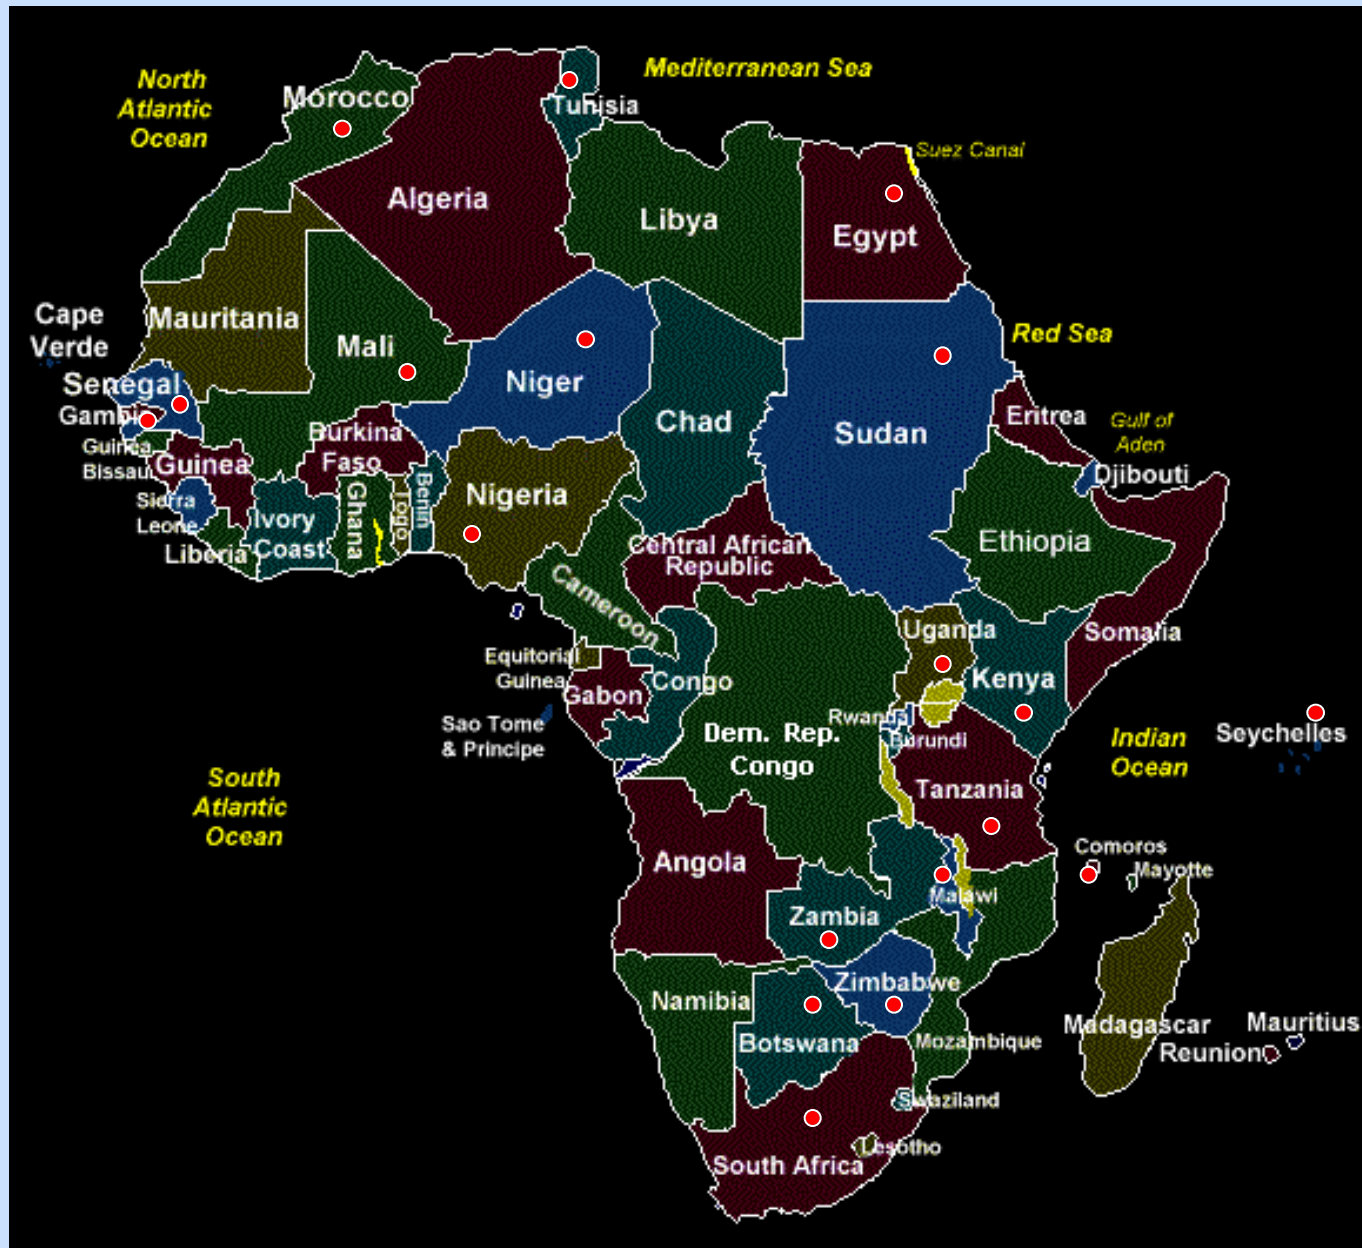 North
Atlantic
Ocean
Mediterranean Sea
Morocco
Tunisia
Suez Canal
Algeria
Libya
Egypt
Cape
Verde
Mauritania
Mali
Niger
Chad
Sudan
Red Sea
Senegal
Gambia
Guinea
Bissau
Guinea
Burkina
Faso
Eritrea
Gulf of
Aden
Djibouti
Sierra
Leone
Liberia
Ivory
Coast
Ghana
Togo
Benin
Nigeria
Central African
Republic
Ethiopia
Cameroon
Somalia
Uganda
Kenya
Equitorial
Guinea
Gabon
Congo
Sao Tome
& Principe
Rwanda
Burundi
Dem. Rep.
Congo
Seychelles
Indian
Ocean
South
Atlantic
Ocean
Tanzania
Angola
Comoros
Mayotte
Malawi
Zambia
Zimbabwe
Namibia
Botswana
Mozambique
Madagascar
Mauritius
Reunion
Swaziland
Lesotho
South Africa